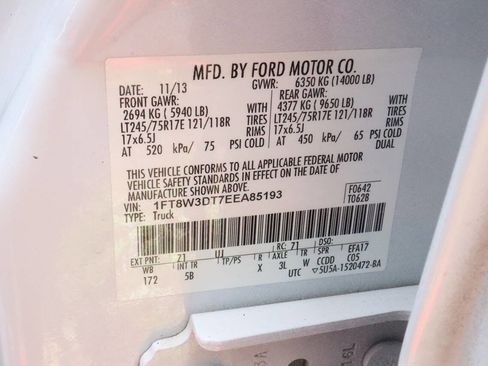 MFD. BY FORD MOTOR CO.
DATE: 11/13 GVWR: 6350 KG (14000 LB)
FRONT GAWR: REAR GAWR:
2694 KG ( 5940 LB) WITH 4377 KG ( 9650 LB) WITH
LT245/75R17E 121/118R TIRES LT245/75R17E 121/118R TIRES
17x6.5J RIMS 17x6.5J RIMS
AT 520 kPa/ 75 PSI COLD AT 450 kPa/ 65 PSI COLD
DUAL
THIS VEHICLE CONFORMS TO ALL APPLICABLE FEDERAL MOTOR
VEHICLE SAFETY STANDARDS IN EFFECT ON THE DATE OF
MANUFACTURE SHOWN ABOVE.
VIN: 1FT8W3DT7EEA85193 F0642
TYPE: Truck T0628
EXT PNT: Z1 UJ RC: 71 DSO:
WB INT TR TP/PS R AXLE TR SPR EFA17
172 5B X 3L W CCDD C05
UTC ▽5U5A-1520472-BA